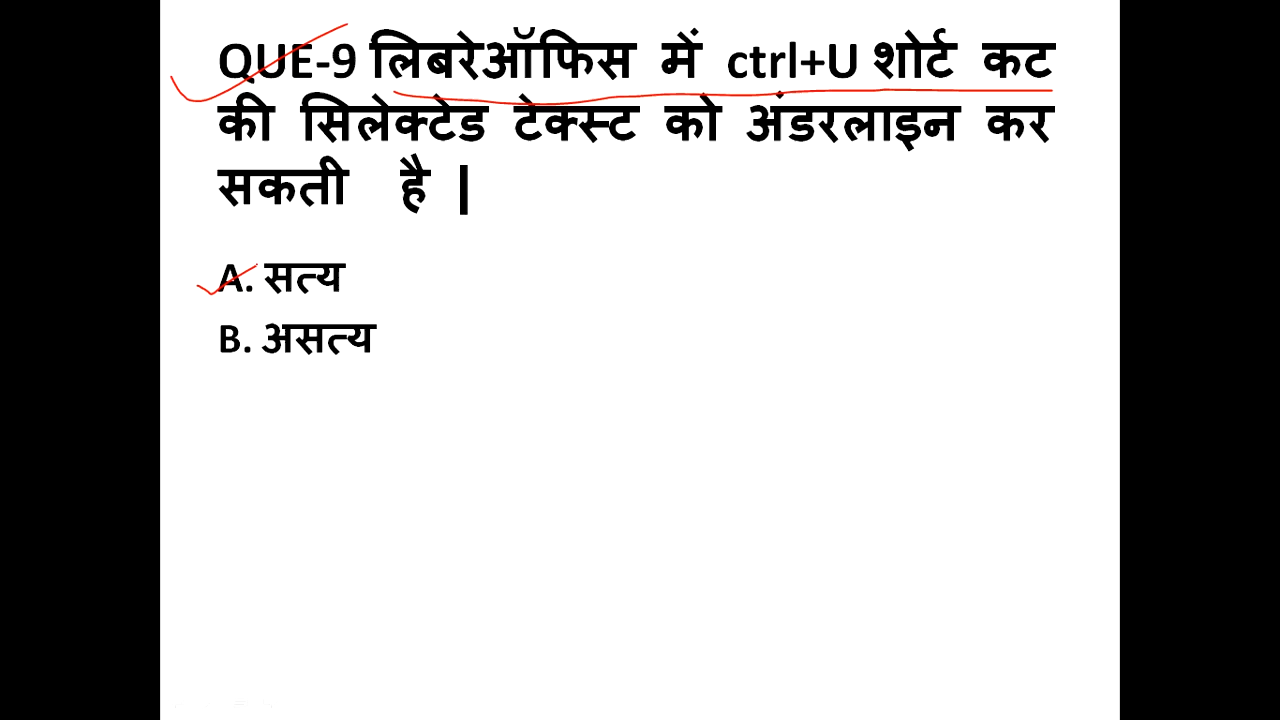 QUE-9 लिबरेऑफिस में ctrl+U शोर्ट कट
की सिलेक्टेड टेक्स्ट को अंडरलाइन कर
सकती है |
A. सत्य
B. असत्य